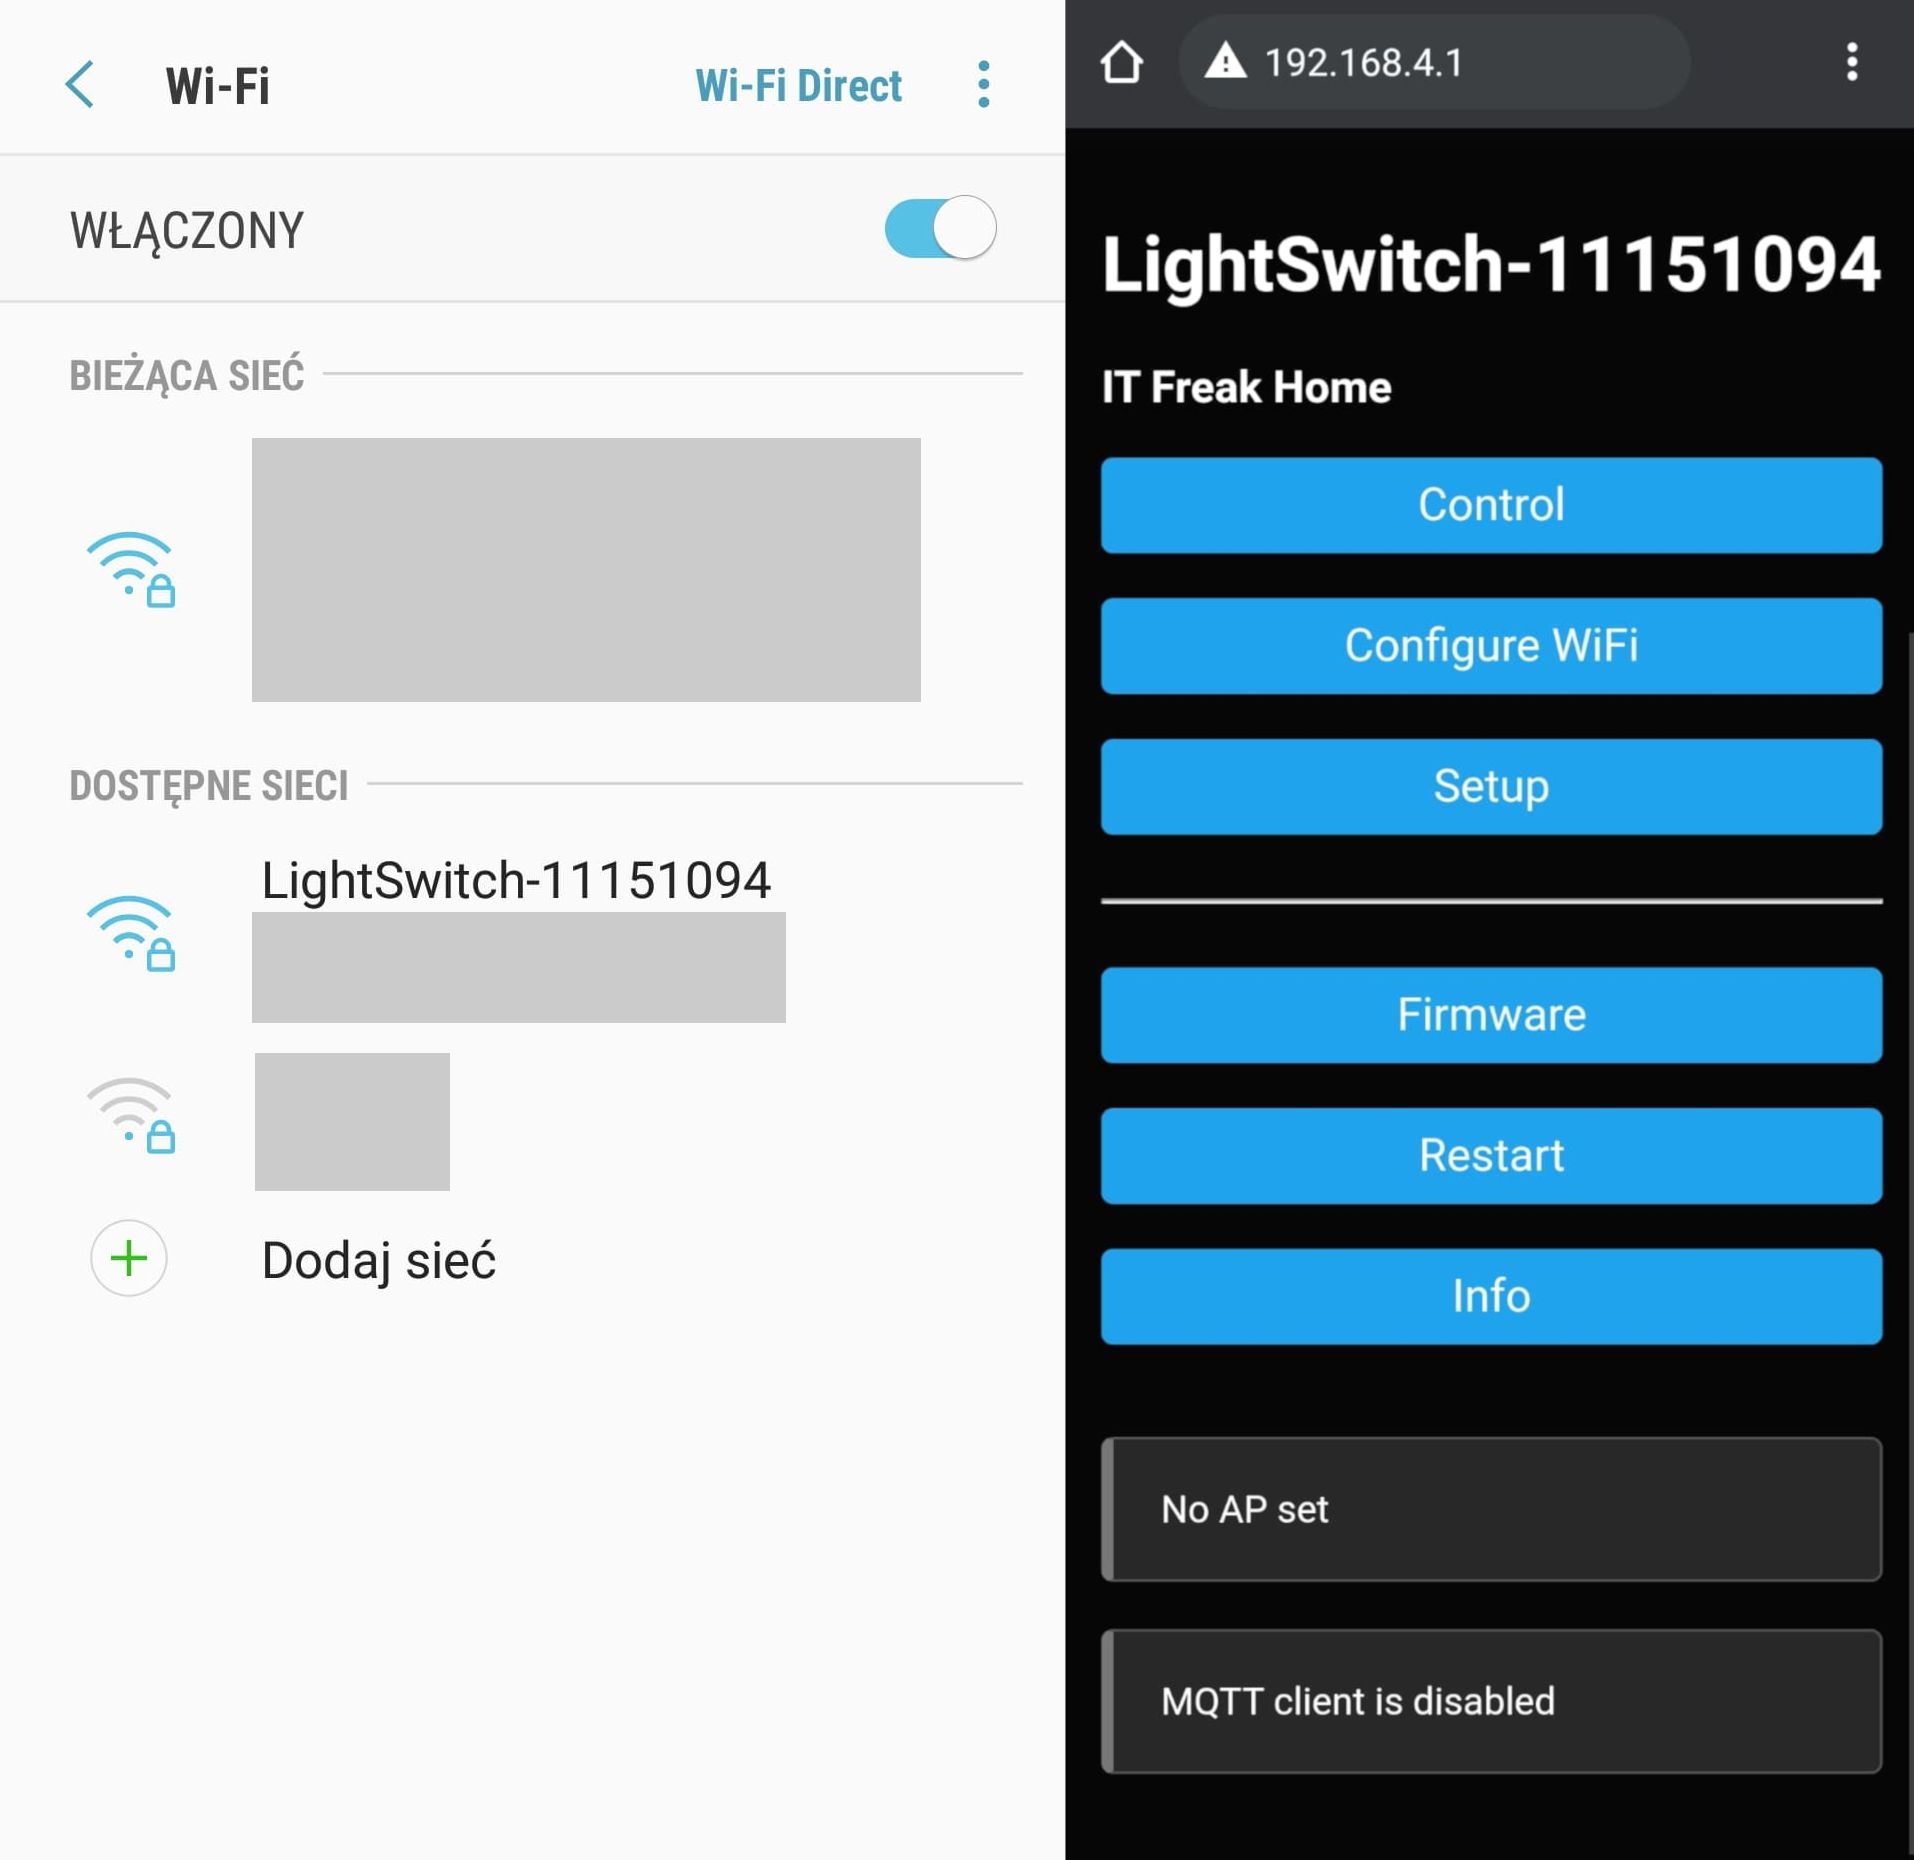 Wi-Fi
Wi-Fi Direct
WŁĄCZONY
BIEŻĄCA SIEĆ
DOSTĘPNE SIECI
LightSwitch-11151094
Dodaj sieć
192.168.4.1
LightSwitch-11151094
IT Freak Home
Control
Configure WiFi
Setup
Firmware
Restart
Info
No AP set
MQTT client is disabled